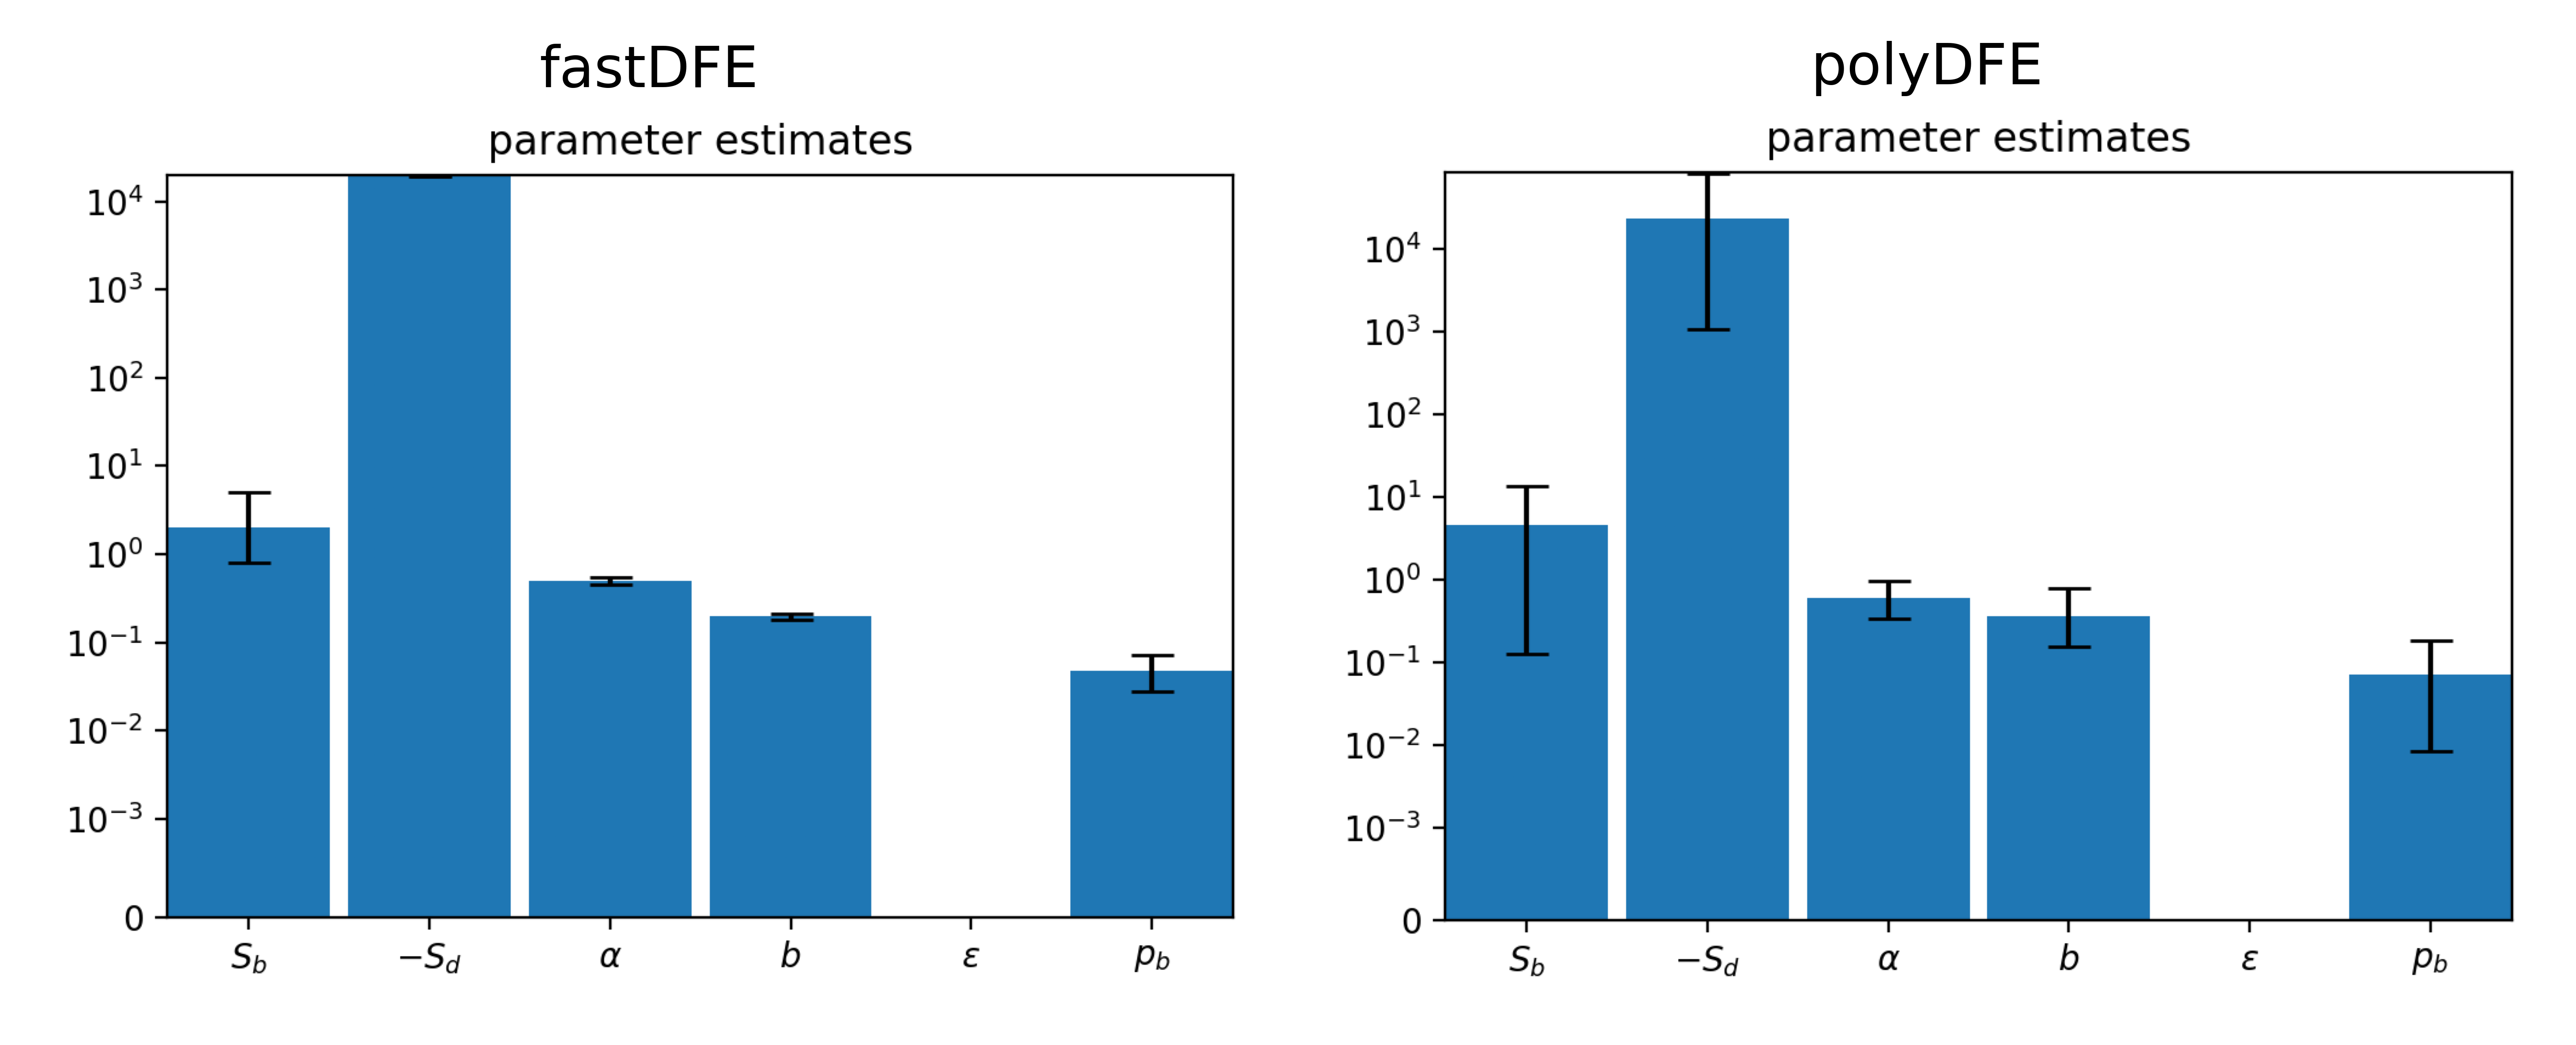 fastDFE
parameter estimates
10⁴
10³
10²
10¹
10⁰
10⁻¹
10⁻²
10⁻³
0
S_b
−S_d
α
b
ε
p_b
polyDFE
parameter estimates
10⁴
10³
10²
10¹
10⁰
10⁻¹
10⁻²
10⁻³
0
S_b
−S_d
α
b
ε
p_b